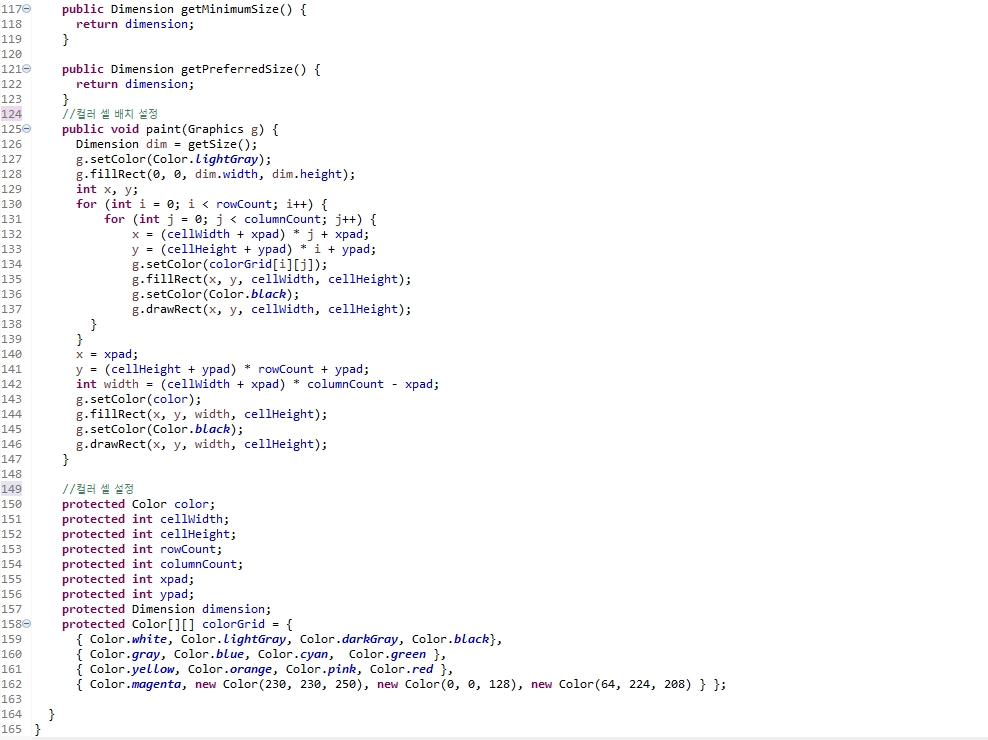 117 public Dimension getMinimumSize() {
118 return dimension;
119 }
120
121 public Dimension getPreferredSize() {
122 return dimension;
123 }
124 //컬러 셀 배치 설정
125 public void paint(Graphics g) {
126 Dimension dim = getSize();
127 g.setColor(Color.lightGray);
128 g.fillRect(0, 0, dim.width, dim.height);
129 int x, y;
130 for (int i = 0; i < rowCount; i++) {
131 for (int j = 0; j < columnCount; j++) {
132 x = (cellWidth + xpad) * j + xpad;
133 y = (cellHeight + ypad) * i + ypad;
134 g.setColor(colorGrid[i][j]);
135 g.fillRect(x, y, cellWidth, cellHeight);
136 g.setColor(Color.black);
137 g.drawRect(x, y, cellWidth, cellHeight);
138 }
139 }
140 x = xpad;
141 y = (cellHeight + ypad) * rowCount + ypad;
142 int width = (cellWidth + xpad) * columnCount - xpad;
143 g.setColor(color);
144 g.fillRect(x, y, width, cellHeight);
145 g.setColor(Color.black);
146 g.drawRect(x, y, width, cellHeight);
147 }
148
149 //컬러 셀 설정
150 protected Color color;
151 protected int cellWidth;
152 protected int cellHeight;
153 protected int rowCount;
154 protected int columnCount;
155 protected int xpad;
156 protected int ypad;
157 protected Dimension dimension;
158 protected Color[][] colorGrid = {
159 { Color.white, Color.lightGray, Color.darkGray, Color.black},
160 { Color.gray, Color.blue, Color.cyan, Color.green },
161 { Color.yellow, Color.orange, Color.pink, Color.red },
162 { Color.magenta, new Color(230, 230, 250), new Color(0, 0, 128), new Color(64, 224, 208) } };
163
164 }
165 }